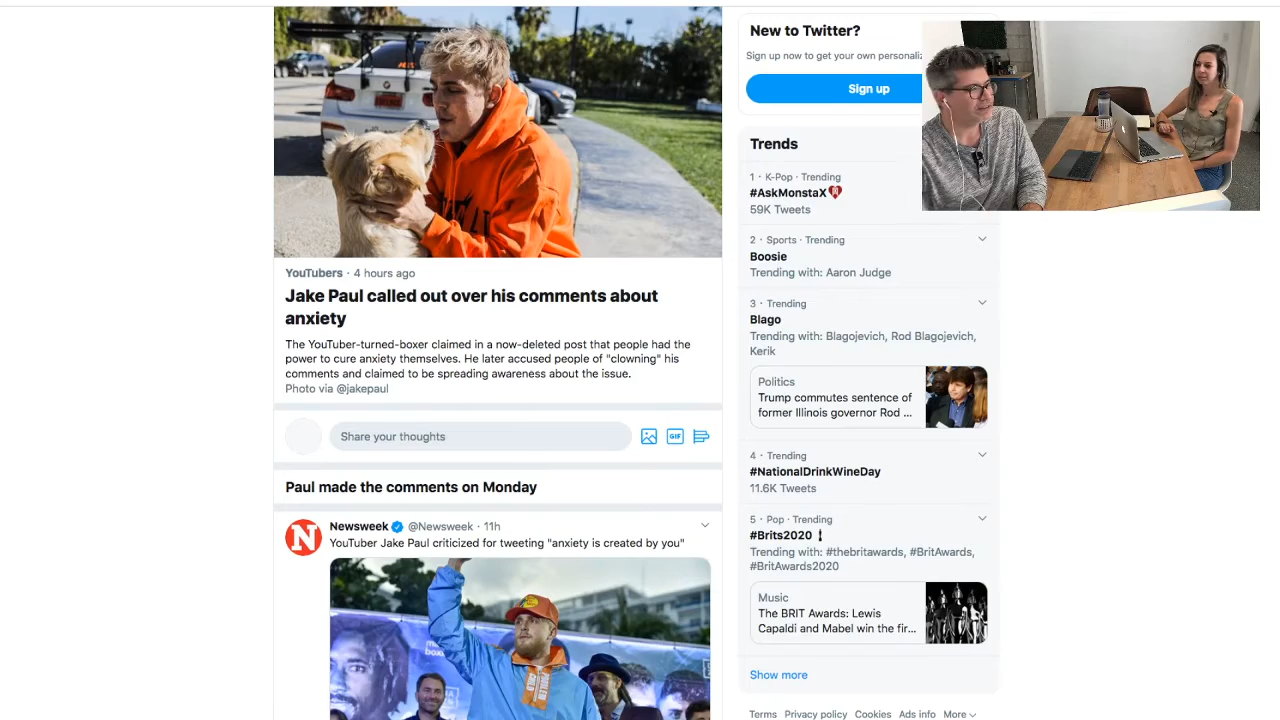 YouTubers · 4 hours ago
Jake Paul called out over his comments about
anxiety
The YouTuber-turned-boxer claimed in a now-deleted post that people had the
power to cure anxiety themselves. He later accused people of "clowning" his
comments and claimed to be spreading awareness about the issue.
Photo via @jakepaul
Share your thoughts
GIF
Paul made the comments on Monday
N
Newsweek @Newsweek · 11h
YouTuber Jake Paul criticized for tweeting "anxiety is created by you"
New to Twitter?
Sign up now to get your own personaliz
Sign up
Trends
1 · K-Pop · Trending
#AskMonstaX
59K Tweets
2 · Sports · Trending
Boosie
Trending with: Aaron Judge
3 · Trending
Blago
Trending with: Blagojevich, Rod Blagojevich,
Kerik
Politics
Trump commutes sentence of
former Illinois governor Rod ...
4 · Trending
#NationalDrinkWineDay
11.6K Tweets
5 · Pop · Trending
#Brits2020
Trending with: #thebritawards, #BritAwards,
#BritAwards2020
Music
The BRIT Awards: Lewis
Capaldi and Mabel win the fir...
Show more
Terms Privacy policy Cookies Ads info More